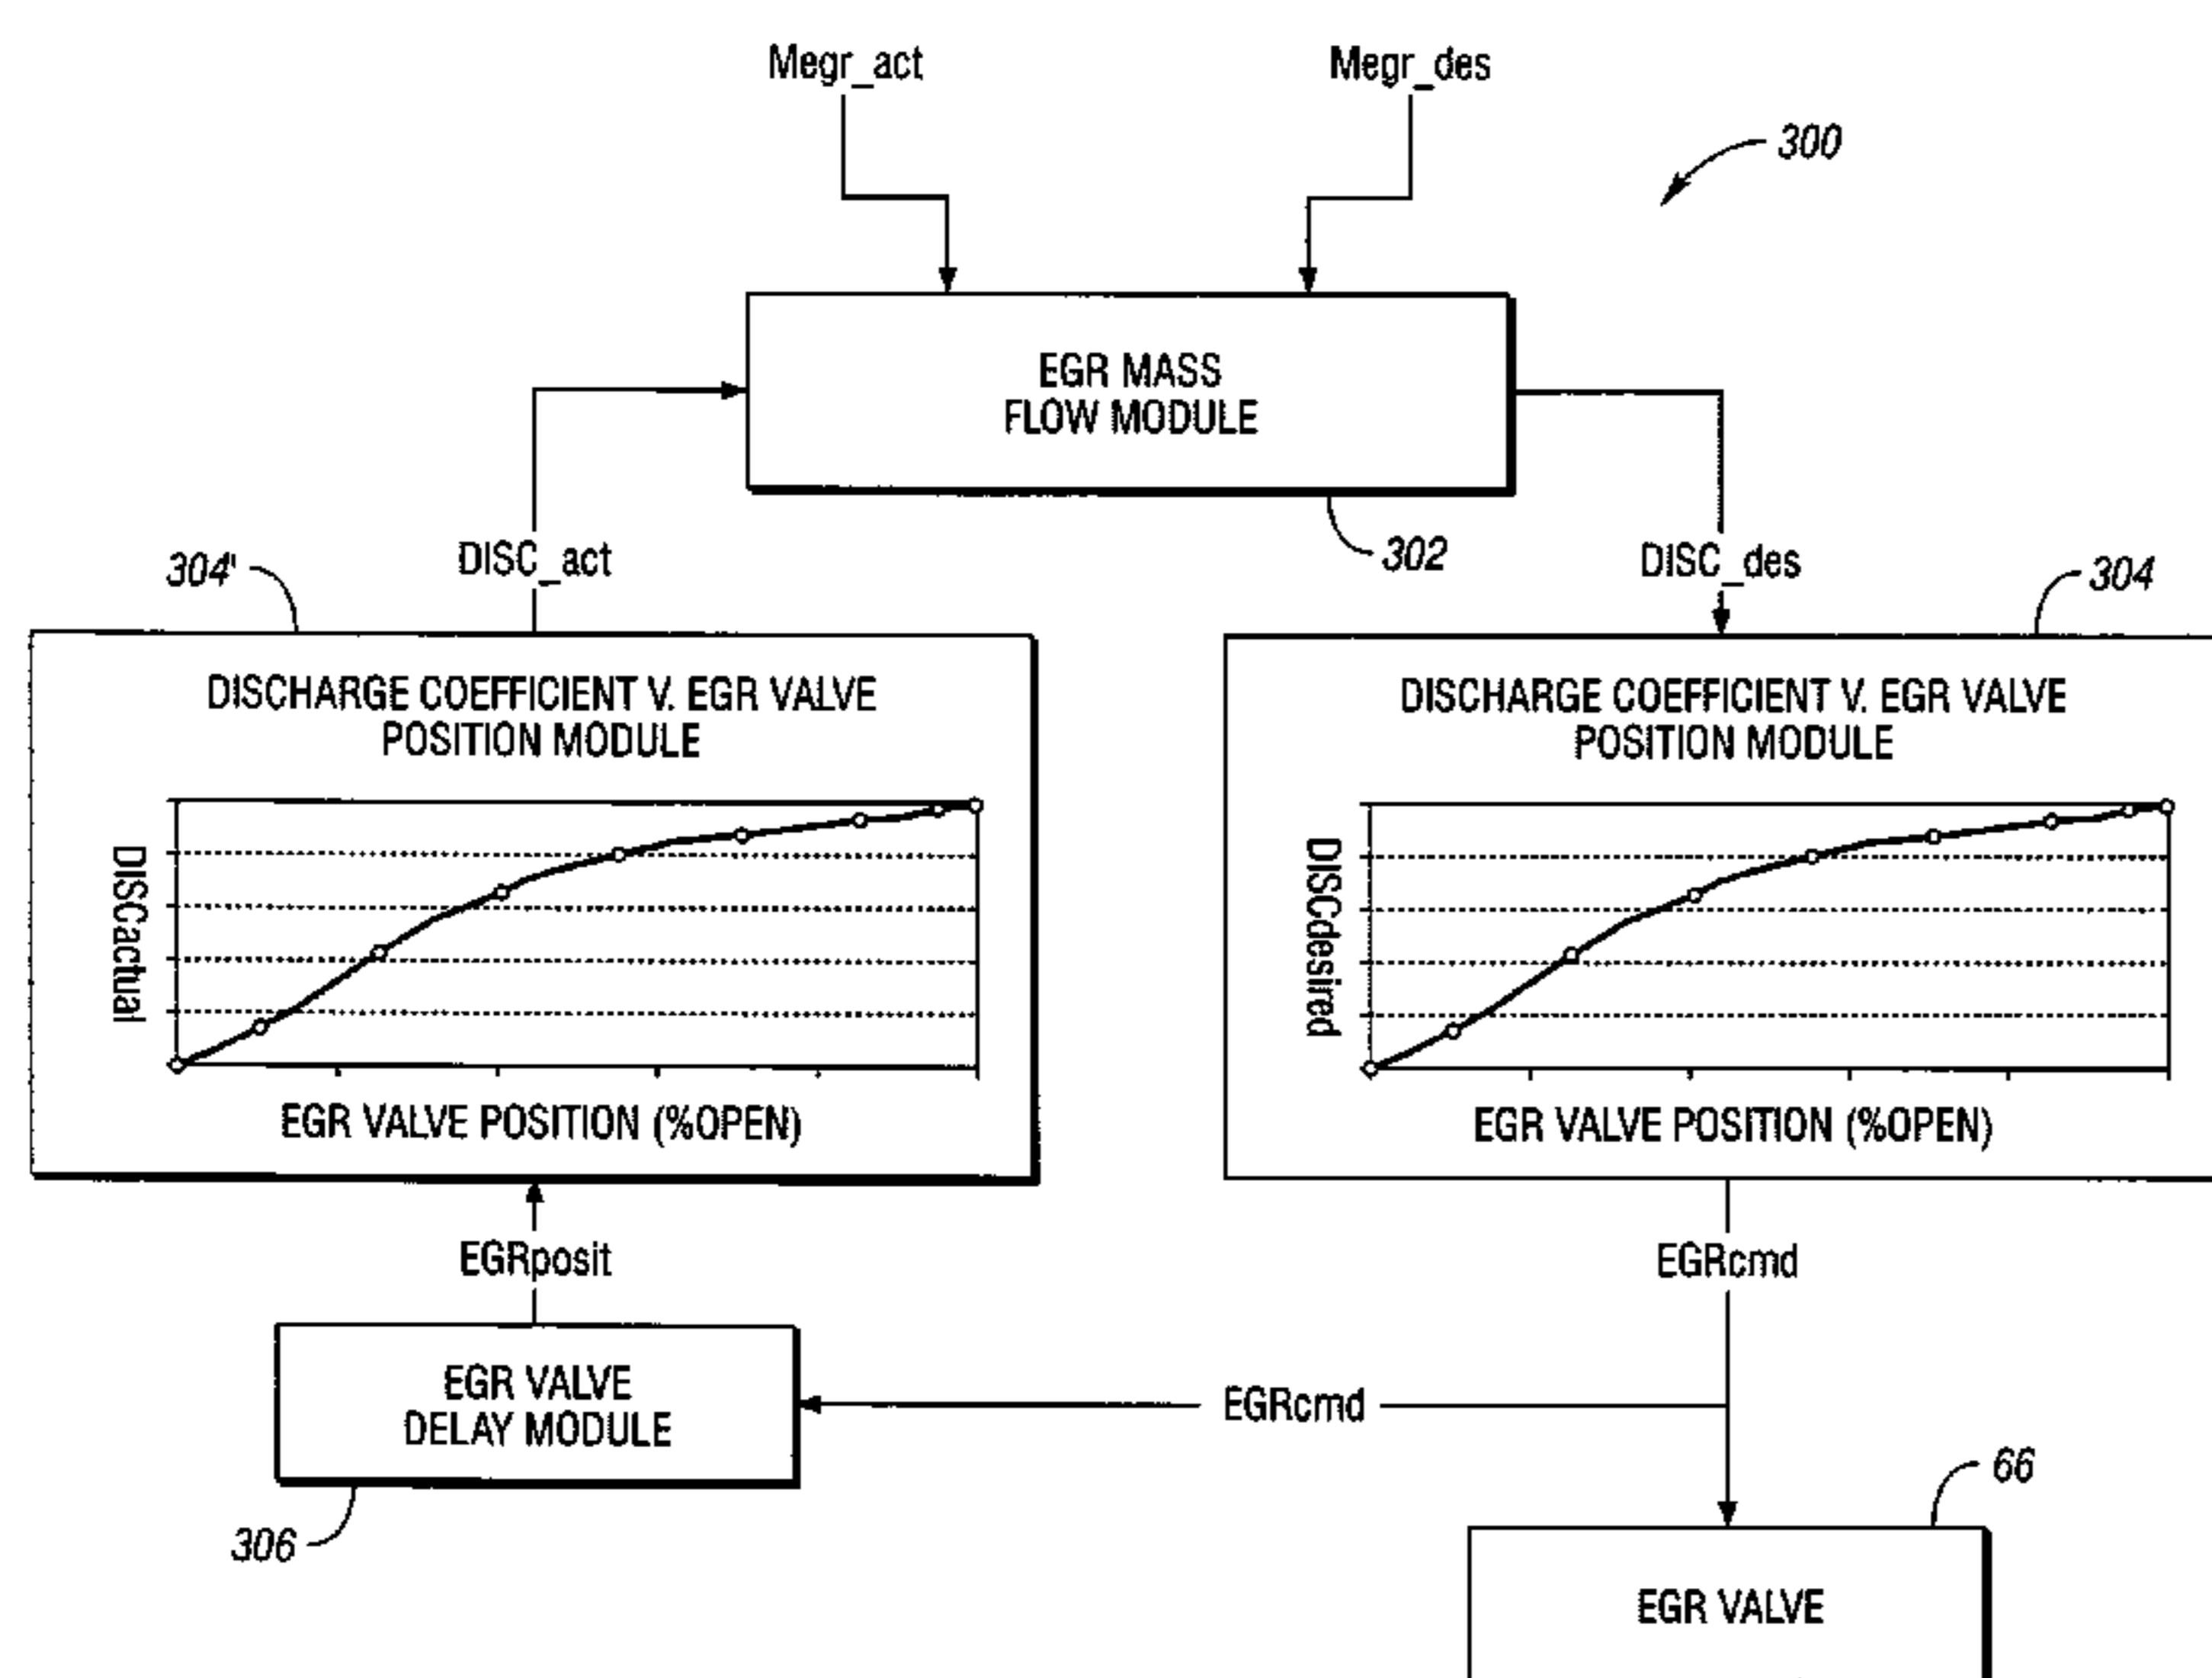 Megr_act
Megr_des
300
EGR MASS
FLOW MODULE
302
DISC_act
DISC_des
304'
304
DISCHARGE COEFFICIENT V. EGR VALVE
POSITION MODULE
DISCactual
EGR VALVE POSITION (%OPEN)
DISCHARGE COEFFICIENT V. EGR VALVE
POSITION MODULE
DISCdesired
EGR VALVE POSITION (%OPEN)
EGRposit
EGRcmd
EGR VALVE
DELAY MODULE
306
EGRcmd
66
EGR VALVE